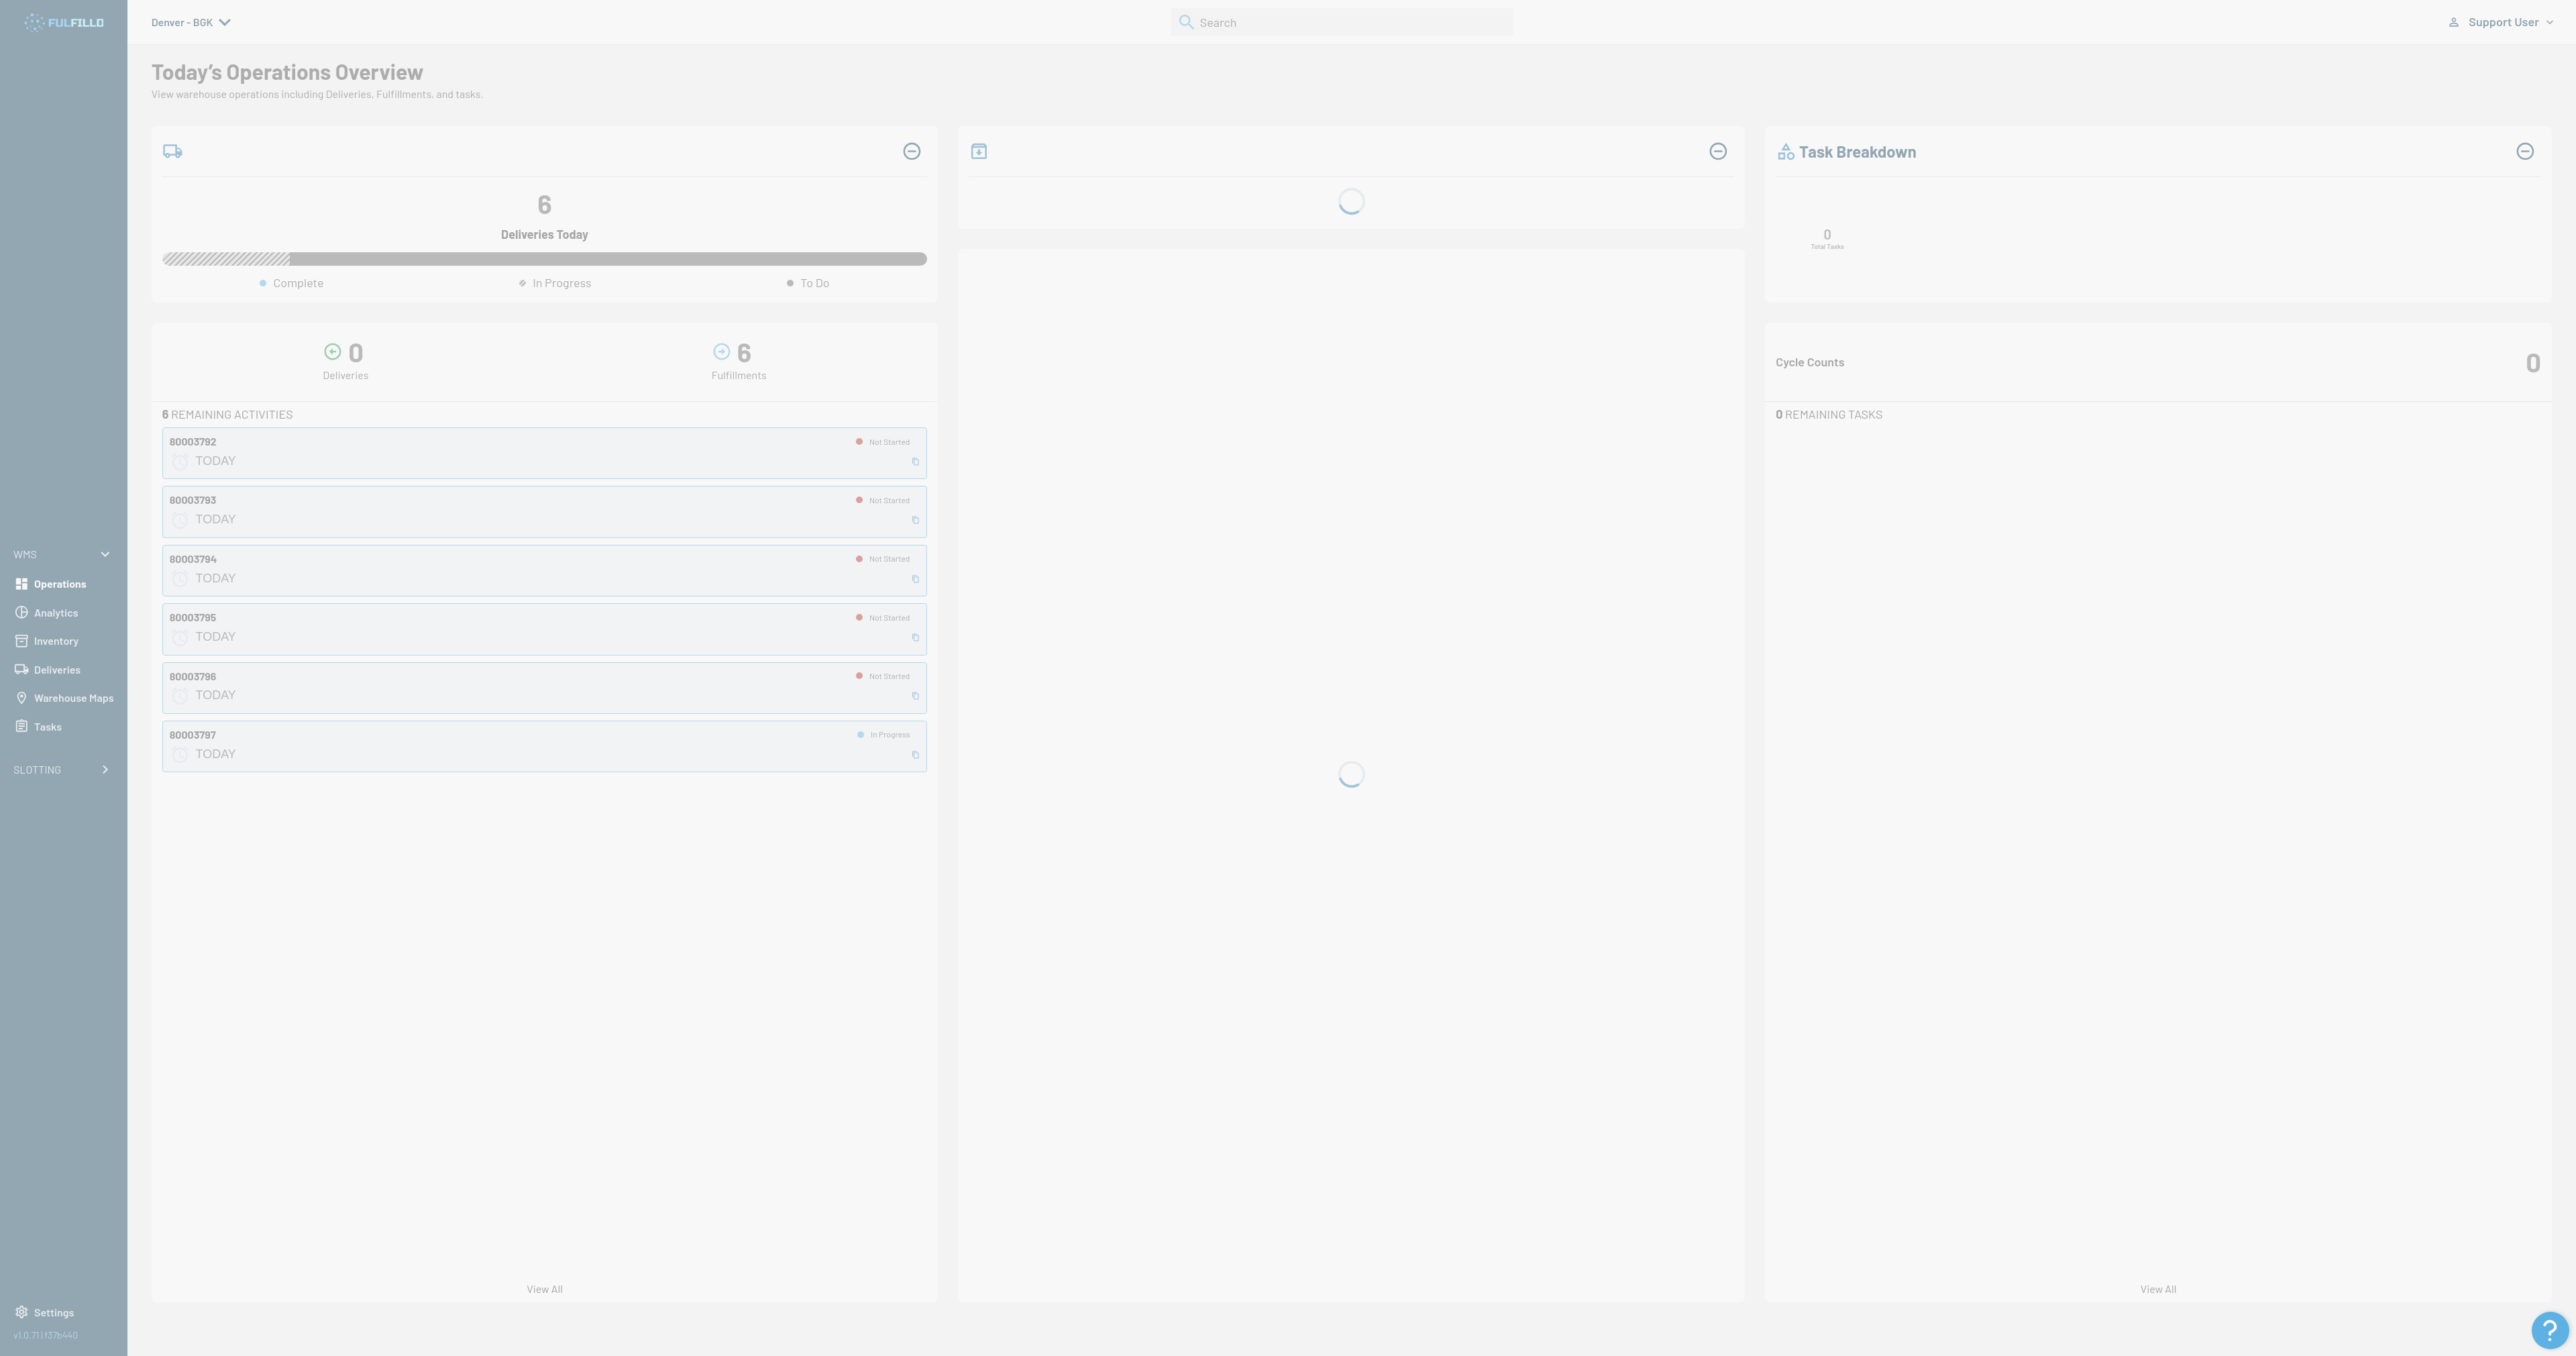 FULFILLD
Denver - BGK
Search
Support User
Today's Operations Overview
View warehouse operations including Deliveries, Fulfillments, and tasks.
6
Deliveries Today
Complete
In Progress
To Do
Task Breakdown
0
Total Tasks
0
Deliveries
6
Fulfillments
6 REMAINING ACTIVITIES
80003792
Not Started
TODAY
80003793
Not Started
TODAY
80003794
Not Started
TODAY
80003795
Not Started
TODAY
80003796
Not Started
TODAY
80003797
In Progress
TODAY
View All
Cycle Counts
0
0 REMAINING TASKS
View All
WMS
Operations
Analytics
Inventory
Deliveries
Warehouse Maps
Tasks
SLOTTING
Settings
v1.0.71 | f37b440
?